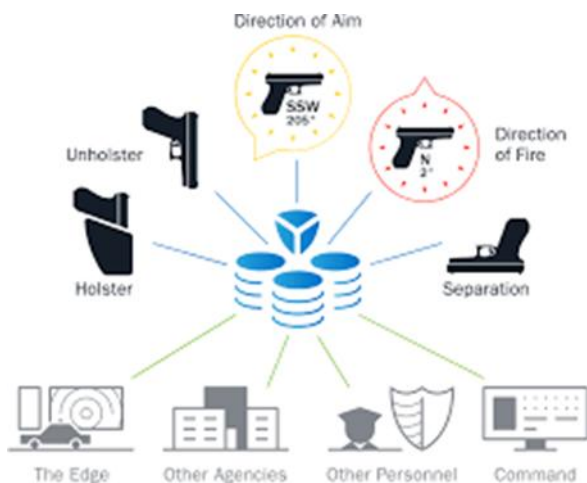 Direction of Aim
SSW
205°
Unholster
N
2°
Direction
of Fire
Holster
Separation
The Edge
Other Agencies
Other Personnel
Command